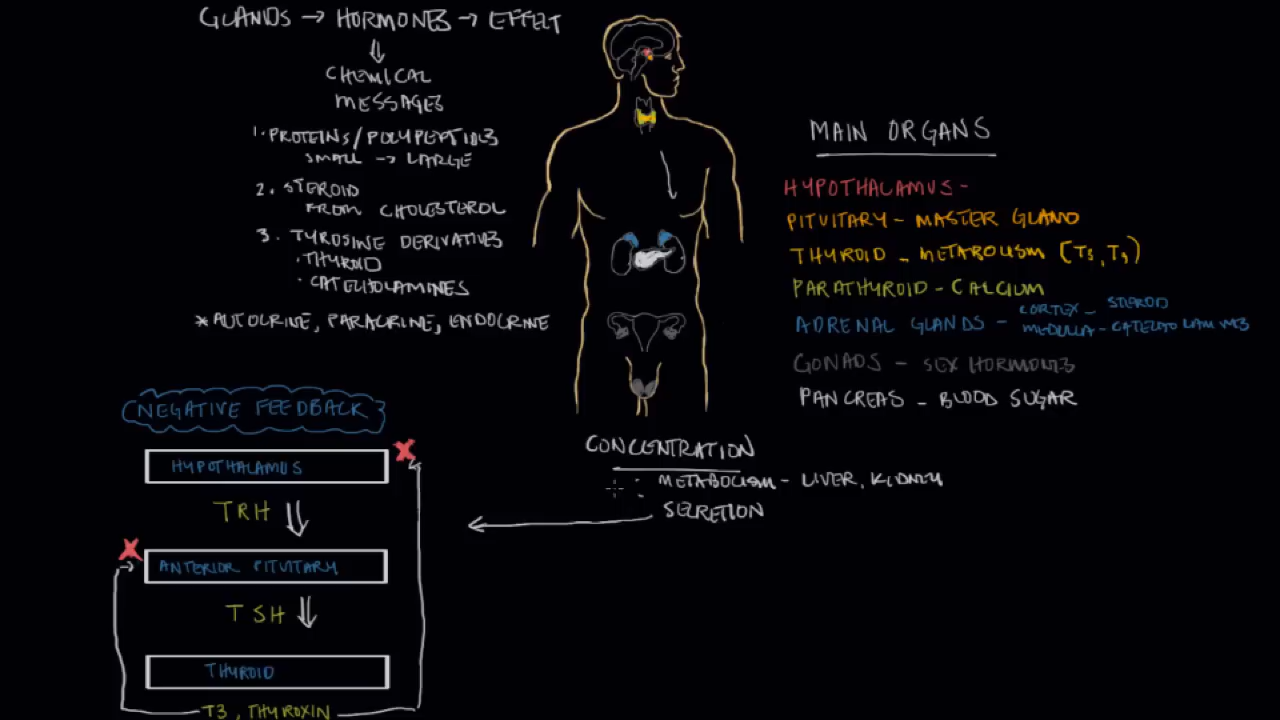 GLANDS → HORMONES → EFFECT
CHEMICAL
MESSAGES
1. PROTEINS/POLYPEPTIDES
SMALL → LARGE
2. STEROID
FROM CHOLESTEROL
3. TYROSINE DERIVATIVES
· THYROID
· CATECHOLAMINES
* AUTOCRINE, PARACRINE, ENDOCRINE
MAIN ORGANS
HYPOTHALAMUS -
PITUITARY - MASTER GLAND
THYROID - METABOLISM (T3, T4)
PARATHYROID - CALCIUM
ADRENAL GLANDS - CORTEX - STEROID
MEDULLA - CATECHOLAMINES
GONADS - SEX HORMONES
PANCREAS - BLOOD SUGAR
NEGATIVE FEEDBACK
HYPOTHALAMUS
TRH
ANTERIOR PITUITARY
TSH
THYROID
T3, THYROXIN
CONCENTRATION
METABOLISM - LIVER, KIDNEY
SECRETION